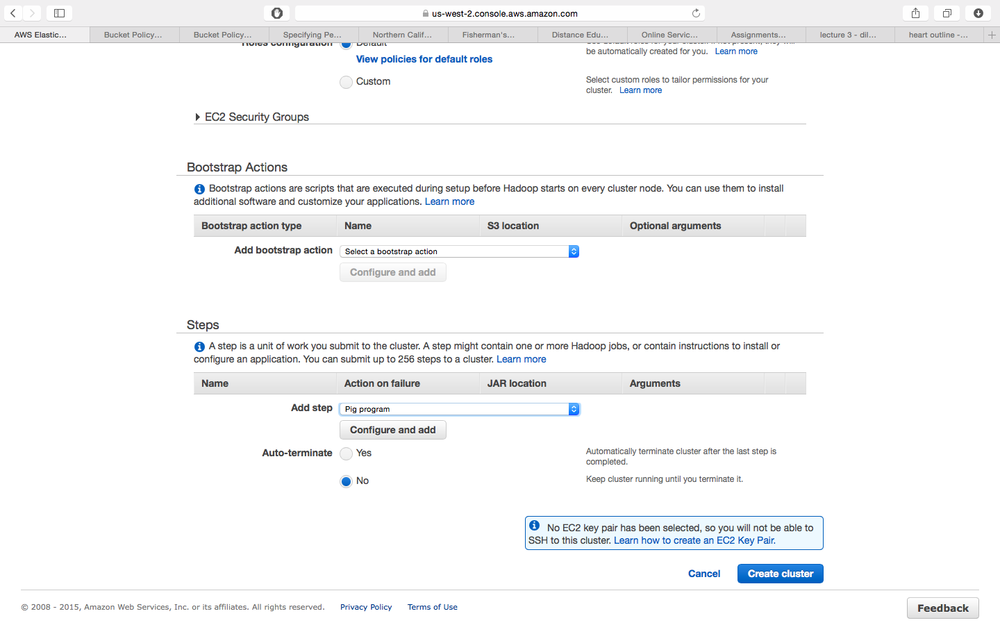 us-west-2.console.aws.amazon.com
AWS Elastic...
Bucket Policy...
Bucket Policy...
Specifying Pe...
Northern Calif...
Fisherman's...
Distance Edu...
Online Servic...
Assignments...
lecture 3 - dil...
heart outline -...
Roles configuration Default
View policies for default roles
be automatically created for you. Learn more
Custom
Select custom roles to tailor permissions for your
cluster. Learn more
EC2 Security Groups
Bootstrap Actions
Bootstrap actions are scripts that are executed during setup before Hadoop starts on every cluster node. You can use them to install
additional software and customize your applications. Learn more
Bootstrap action type Name S3 location Optional arguments
Add bootstrap action Select a bootstrap action
Configure and add
Steps
A step is a unit of work you submit to the cluster. A step might contain one or more Hadoop jobs, or contain instructions to install or
configure an application. You can submit up to 256 steps to a cluster. Learn more
Name Action on failure JAR location Arguments
Add step Pig program
Configure and add
Auto-terminate Yes
Automatically terminate cluster after the last step is
completed.
No
Keep cluster running until you terminate it.
No EC2 key pair has been selected, so you will not be able to
SSH to this cluster. Learn how to create an EC2 Key Pair.
Cancel Create cluster
© 2008 - 2015, Amazon Web Services, Inc. or its affiliates. All rights reserved. Privacy Policy Terms of Use
Feedback